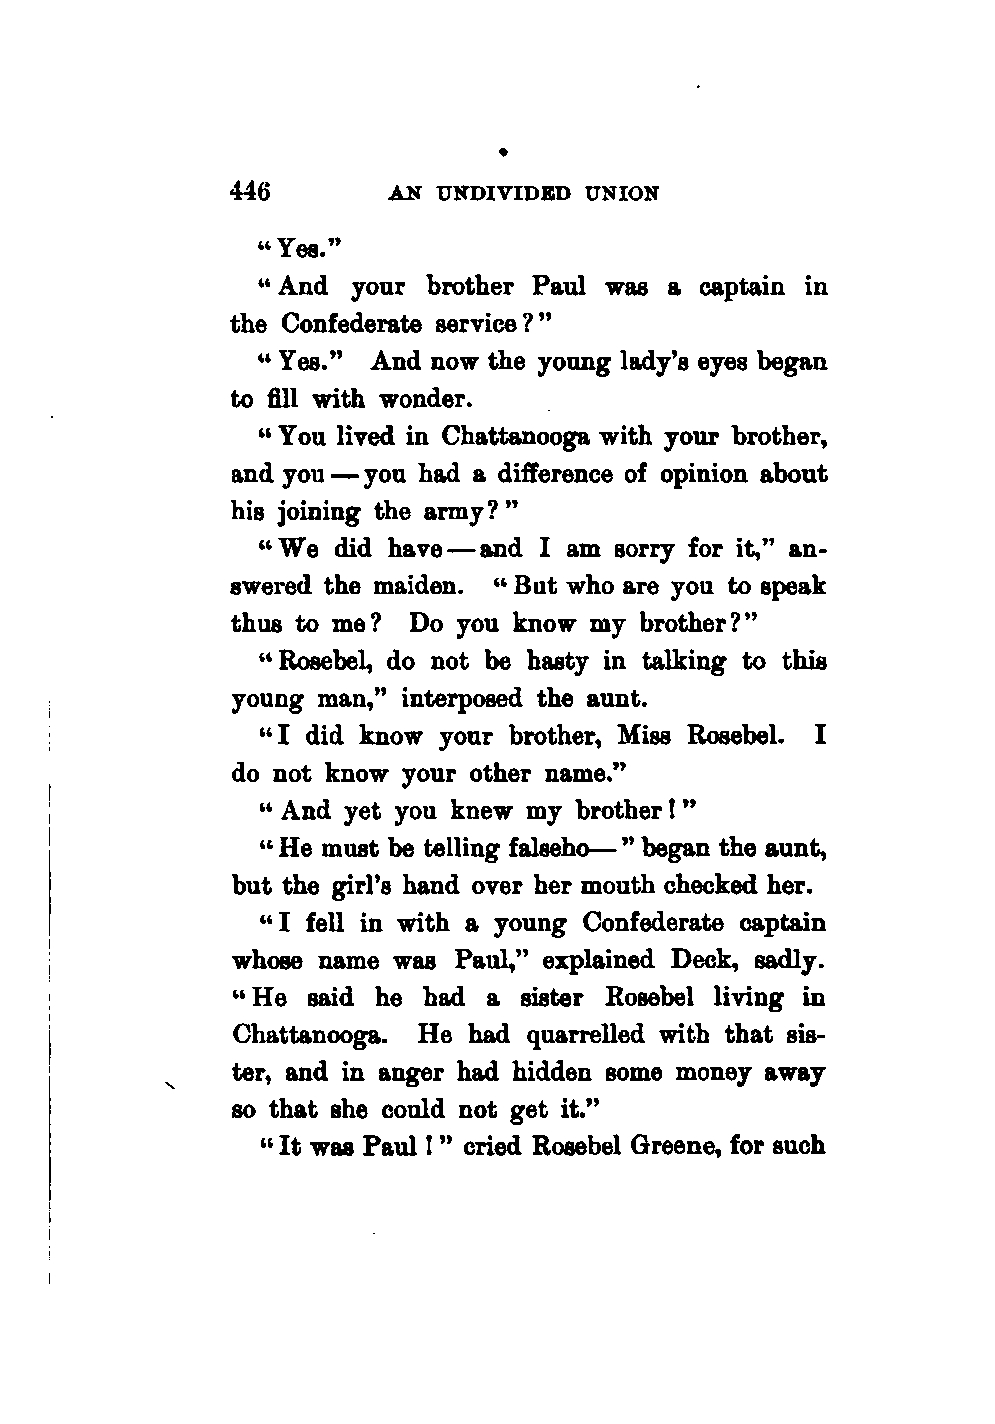 446 AN UNDIVIDED UNION
“Yes.”
“And your brother Paul was a captain in
the Confederate service?”
“Yes.” And now the young lady’s eyes began
to fill with wonder.
“You lived in Chattanooga with your brother,
and you — you had a difference of opinion about
his joining the army?”
“We did have — and I am sorry for it,” an-
swered the maiden. “But who are you to speak
thus to me? Do you know my brother?”
“Rosebel, do not be hasty in talking to this
young man,” interposed the aunt.
“I did know your brother, Miss Rosebel. I
do not know your other name.”
“And yet you knew my brother!”
“He must be telling falseho— ” began the aunt,
but the girl’s hand over her mouth checked her.
“I fell in with a young Confederate captain
whose name was Paul,” explained Deck, sadly.
“He said he had a sister Rosebel living in
Chattanooga. He had quarrelled with that sis-
ter, and in anger had hidden some money away
so that she could not get it.”
“It was Paul!” cried Rosebel Greene, for such